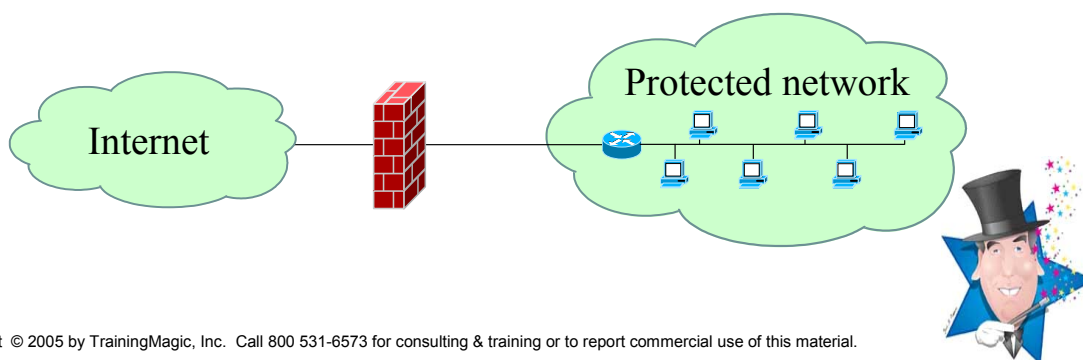 Protected network
Internet
t © 2005 by TrainingMagic, Inc. Call 800 531-6573 for consulting & training or to report commercial use of this material.